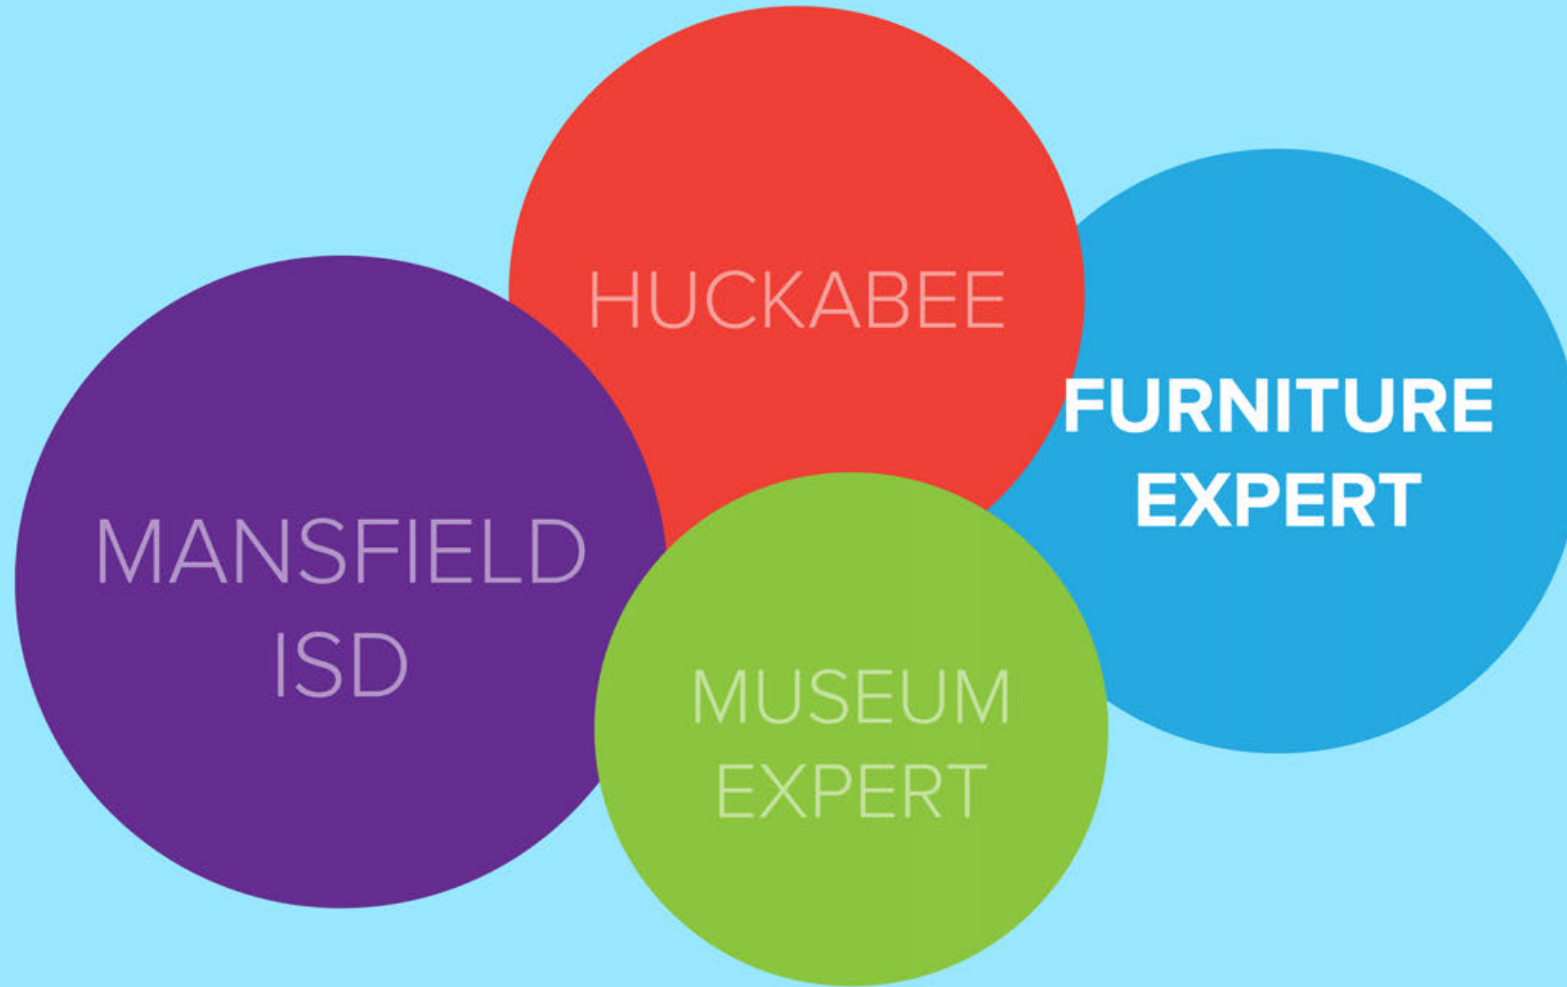 HUCKABEE
FURNITURE
EXPERT
MANSFIELD
ISD
MUSEUM
EXPERT